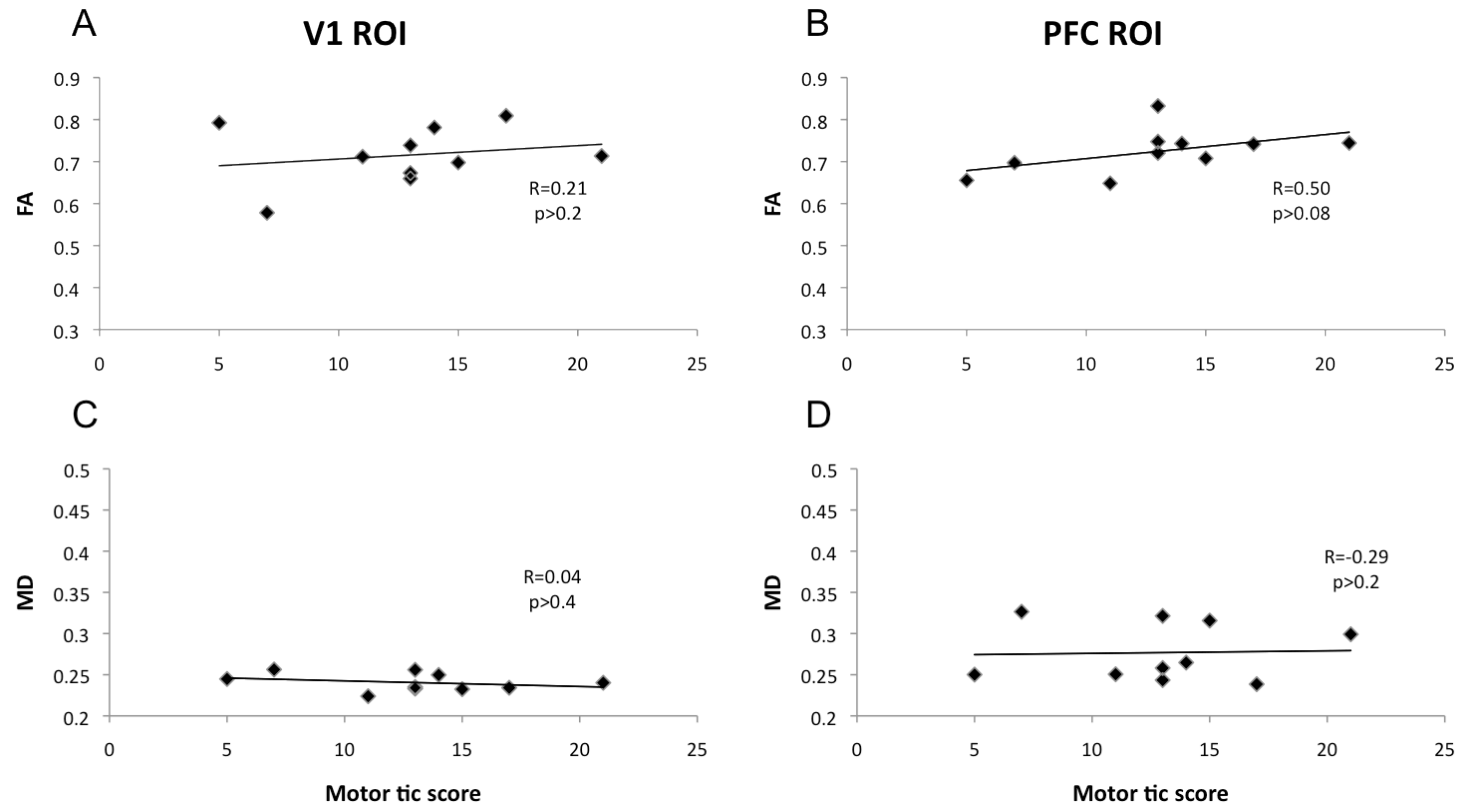 A
V1 ROI
0.9
0.8
0.7
0.6
0.5
0.4
0.3
FA
R=0.21
p>0.2
0 5 10 15 20 25
B
PFC ROI
0.9
0.8
0.7
0.6
0.5
0.4
0.3
FA
R=0.50
p>0.08
0 5 10 15 20 25
C
0.5
0.45
0.4
0.35
0.3
0.25
0.2
MD
R=0.04
p>0.4
0 5 10 15 20 25
Motor tic score
D
0.5
0.45
0.4
0.35
0.3
0.25
0.2
MD
R=-0.29
p>0.2
0 5 10 15 20 25
Motor tic score